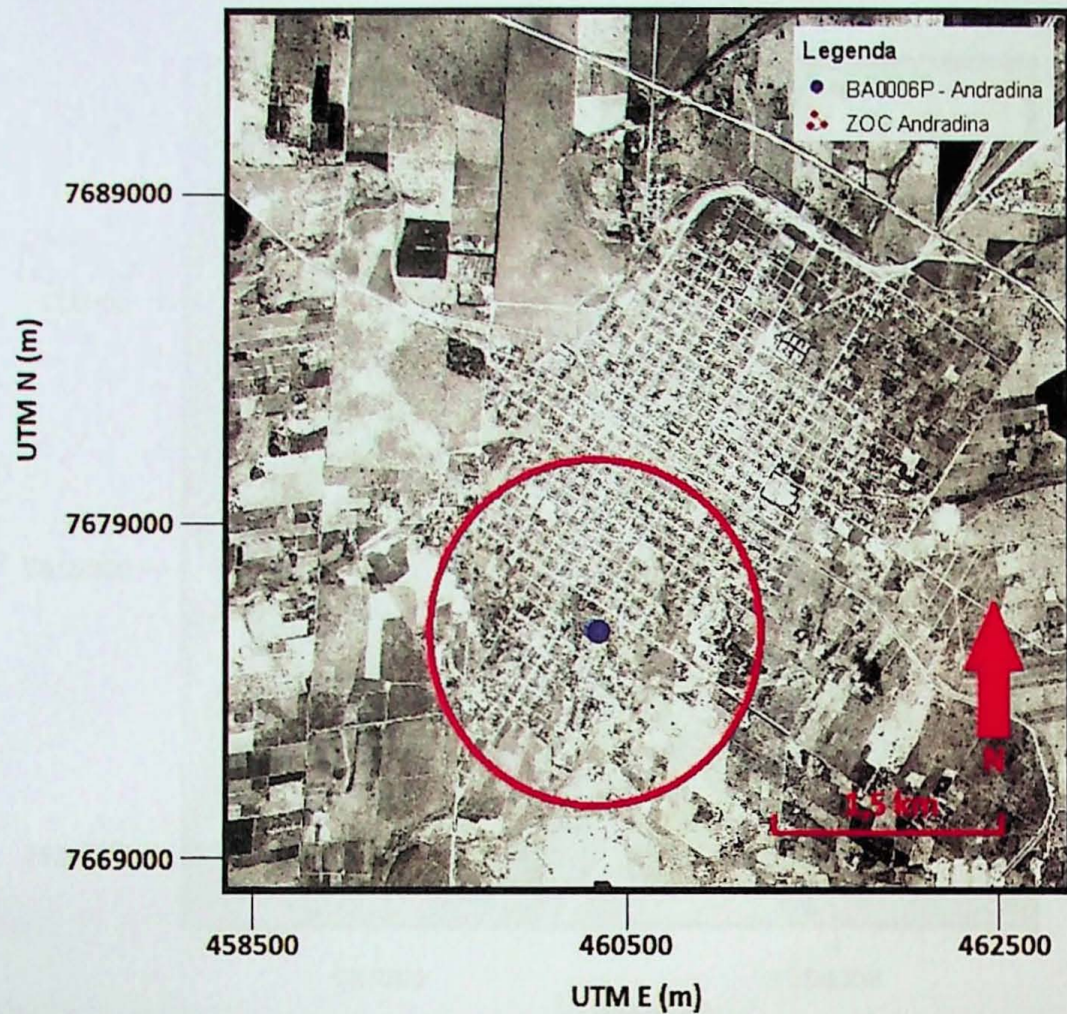 Legenda
BA0006P - Andradina
ZOC Andradina
7689000
UTM N (m)
7679000
7669000
N
1,5 km
458500
460500
462500
UTM E (m)